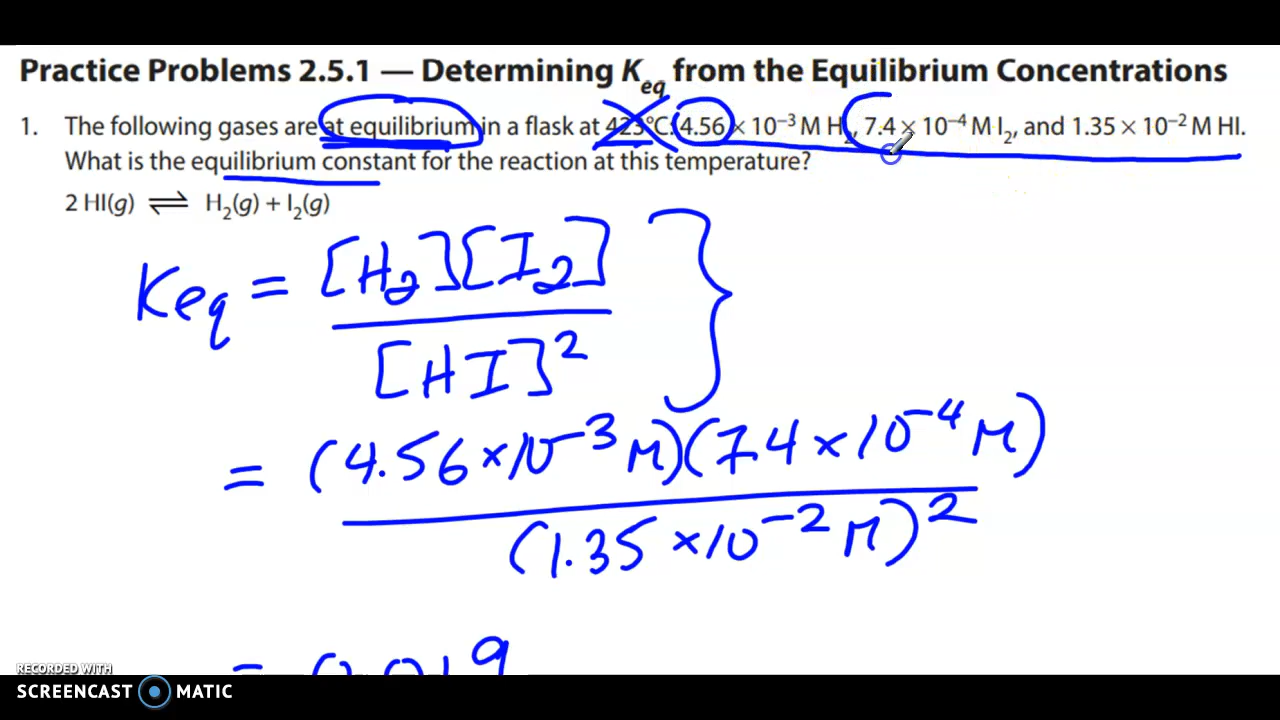 Practice Problems 2.5.1 — Determining Keq from the Equilibrium Concentrations
1. The following gases are at equilibrium in a flask at 423°C: 4.56 × 10⁻³ M H₂, 7.4 × 10⁻⁴ M I₂, and 1.35 × 10⁻² M HI.
What is the equilibrium constant for the reaction at this temperature?
2 HI(g) ⇌ H₂(g) + I₂(g)
Keq = [H₂][I₂]
[HI]²
= (4.56 × 10⁻³ M)(7.4 × 10⁻⁴ M)
(1.35 × 10⁻² M)²
= 0.019
RECORDED WITH
SCREENCAST MATIC